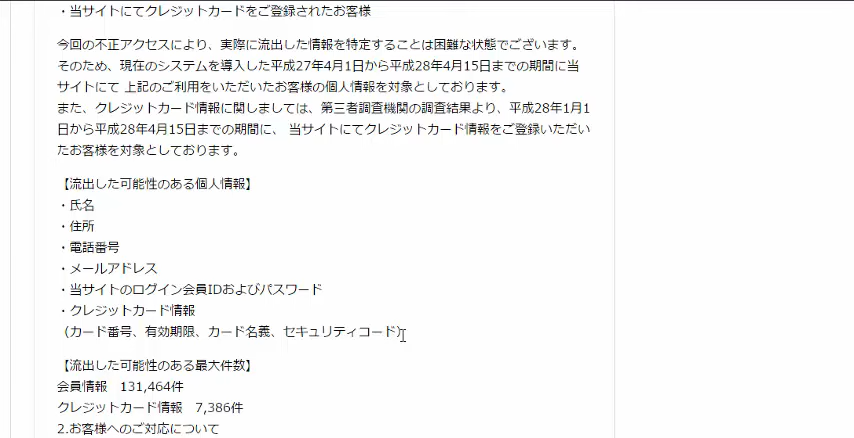 ・当サイトにてクレジットカードをご登録されたお客様
今回の不正アクセスにより、実際に流出した情報を特定することは困難な状態でございます。
そのため、現在のシステムを導入した平成27年4月1日から平成28年4月15日までの期間に当
サイトにて 上記のご利用をいただいたお客様の個人情報を対象としております。
また、クレジットカード情報に関しましては、第三者調査機関の調査結果より、平成28年1月1
日から平成28年4月15日までの期間に、 当サイトにてクレジットカード情報をご登録いただい
たお客様を対象としております。
【流出した可能性のある個人情報】
・氏名
・住所
・電話番号
・メールアドレス
・当サイトのログイン会員IDおよびパスワード
・クレジットカード情報
（カード番号、有効期限、カード名義、セキュリティコード）
【流出した可能性のある最大件数】
会員情報　131,464件
クレジットカード情報　7,386件
2.お客様へのご対応について